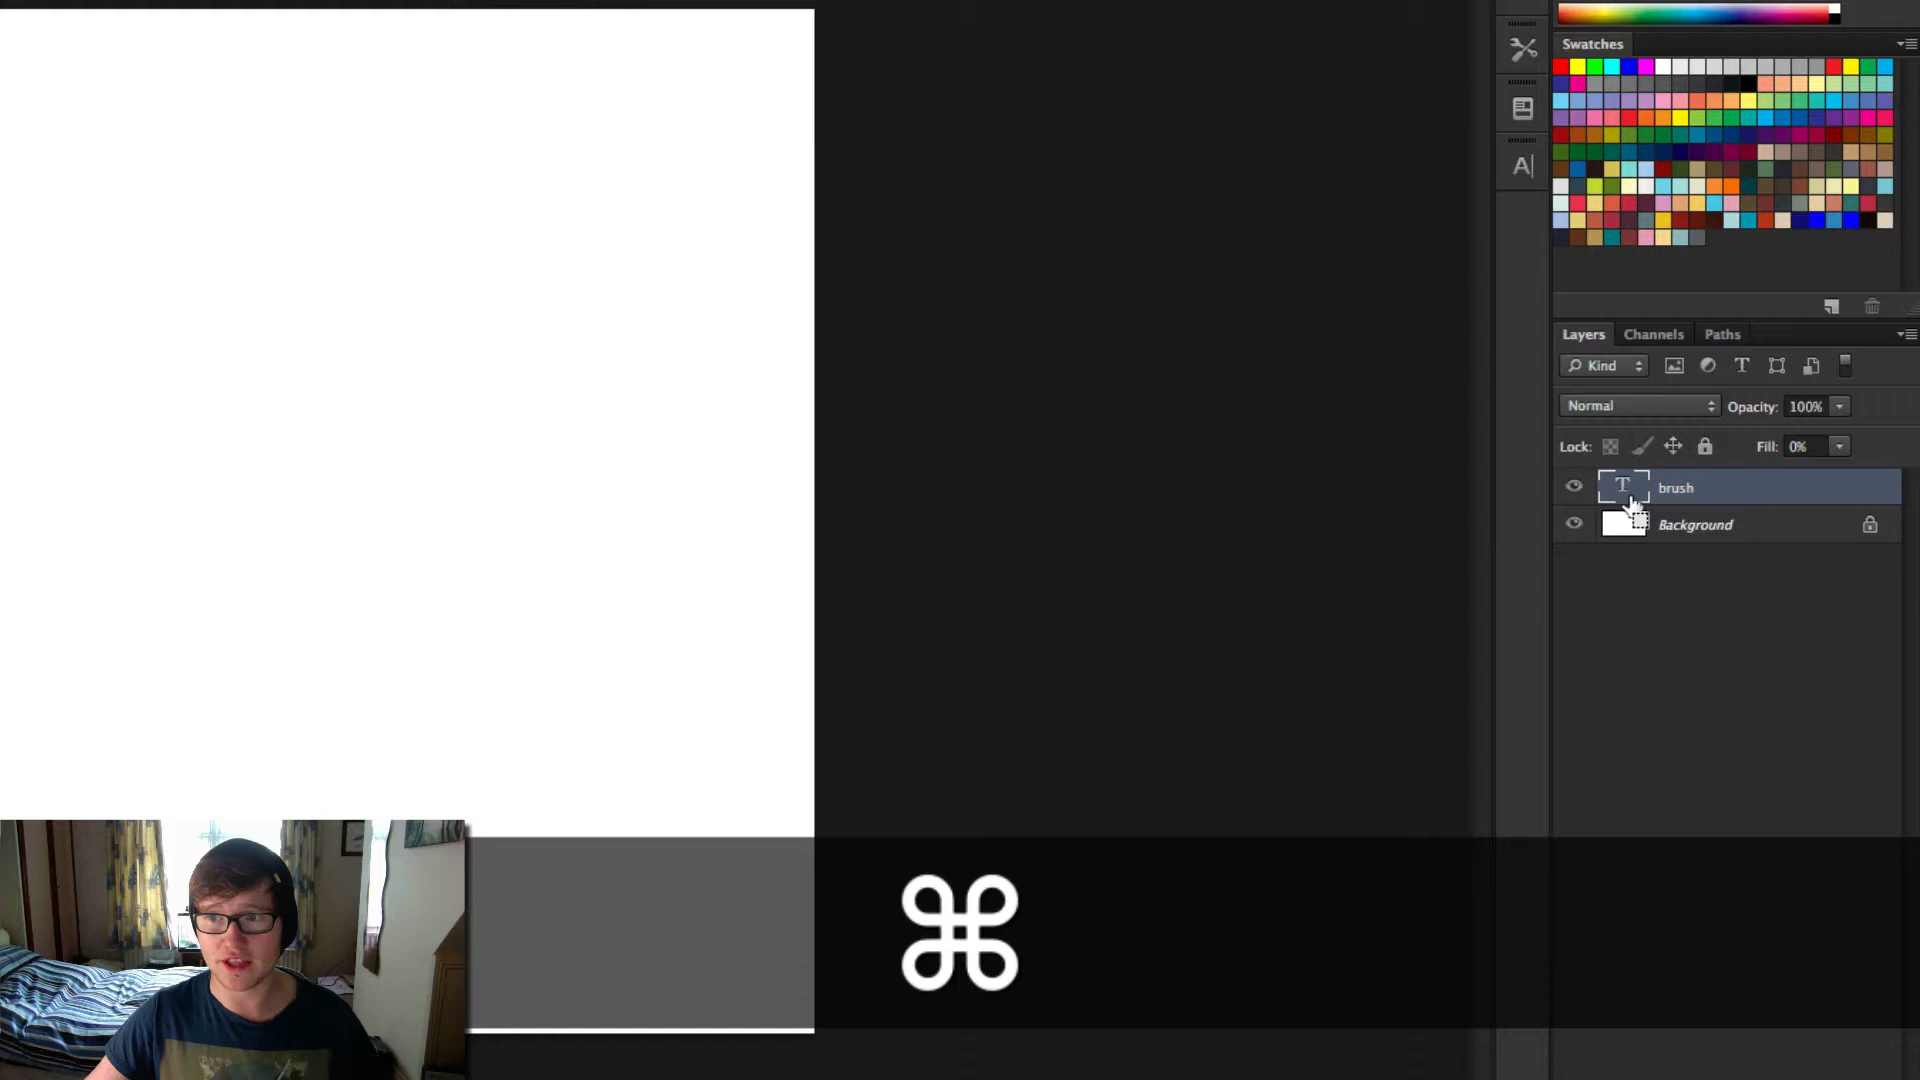 Swatches
A|
Layers Channels Paths
Kind T
Normal Opacity: 100%
Lock: Fill: 0%
T brush
Background
⌘